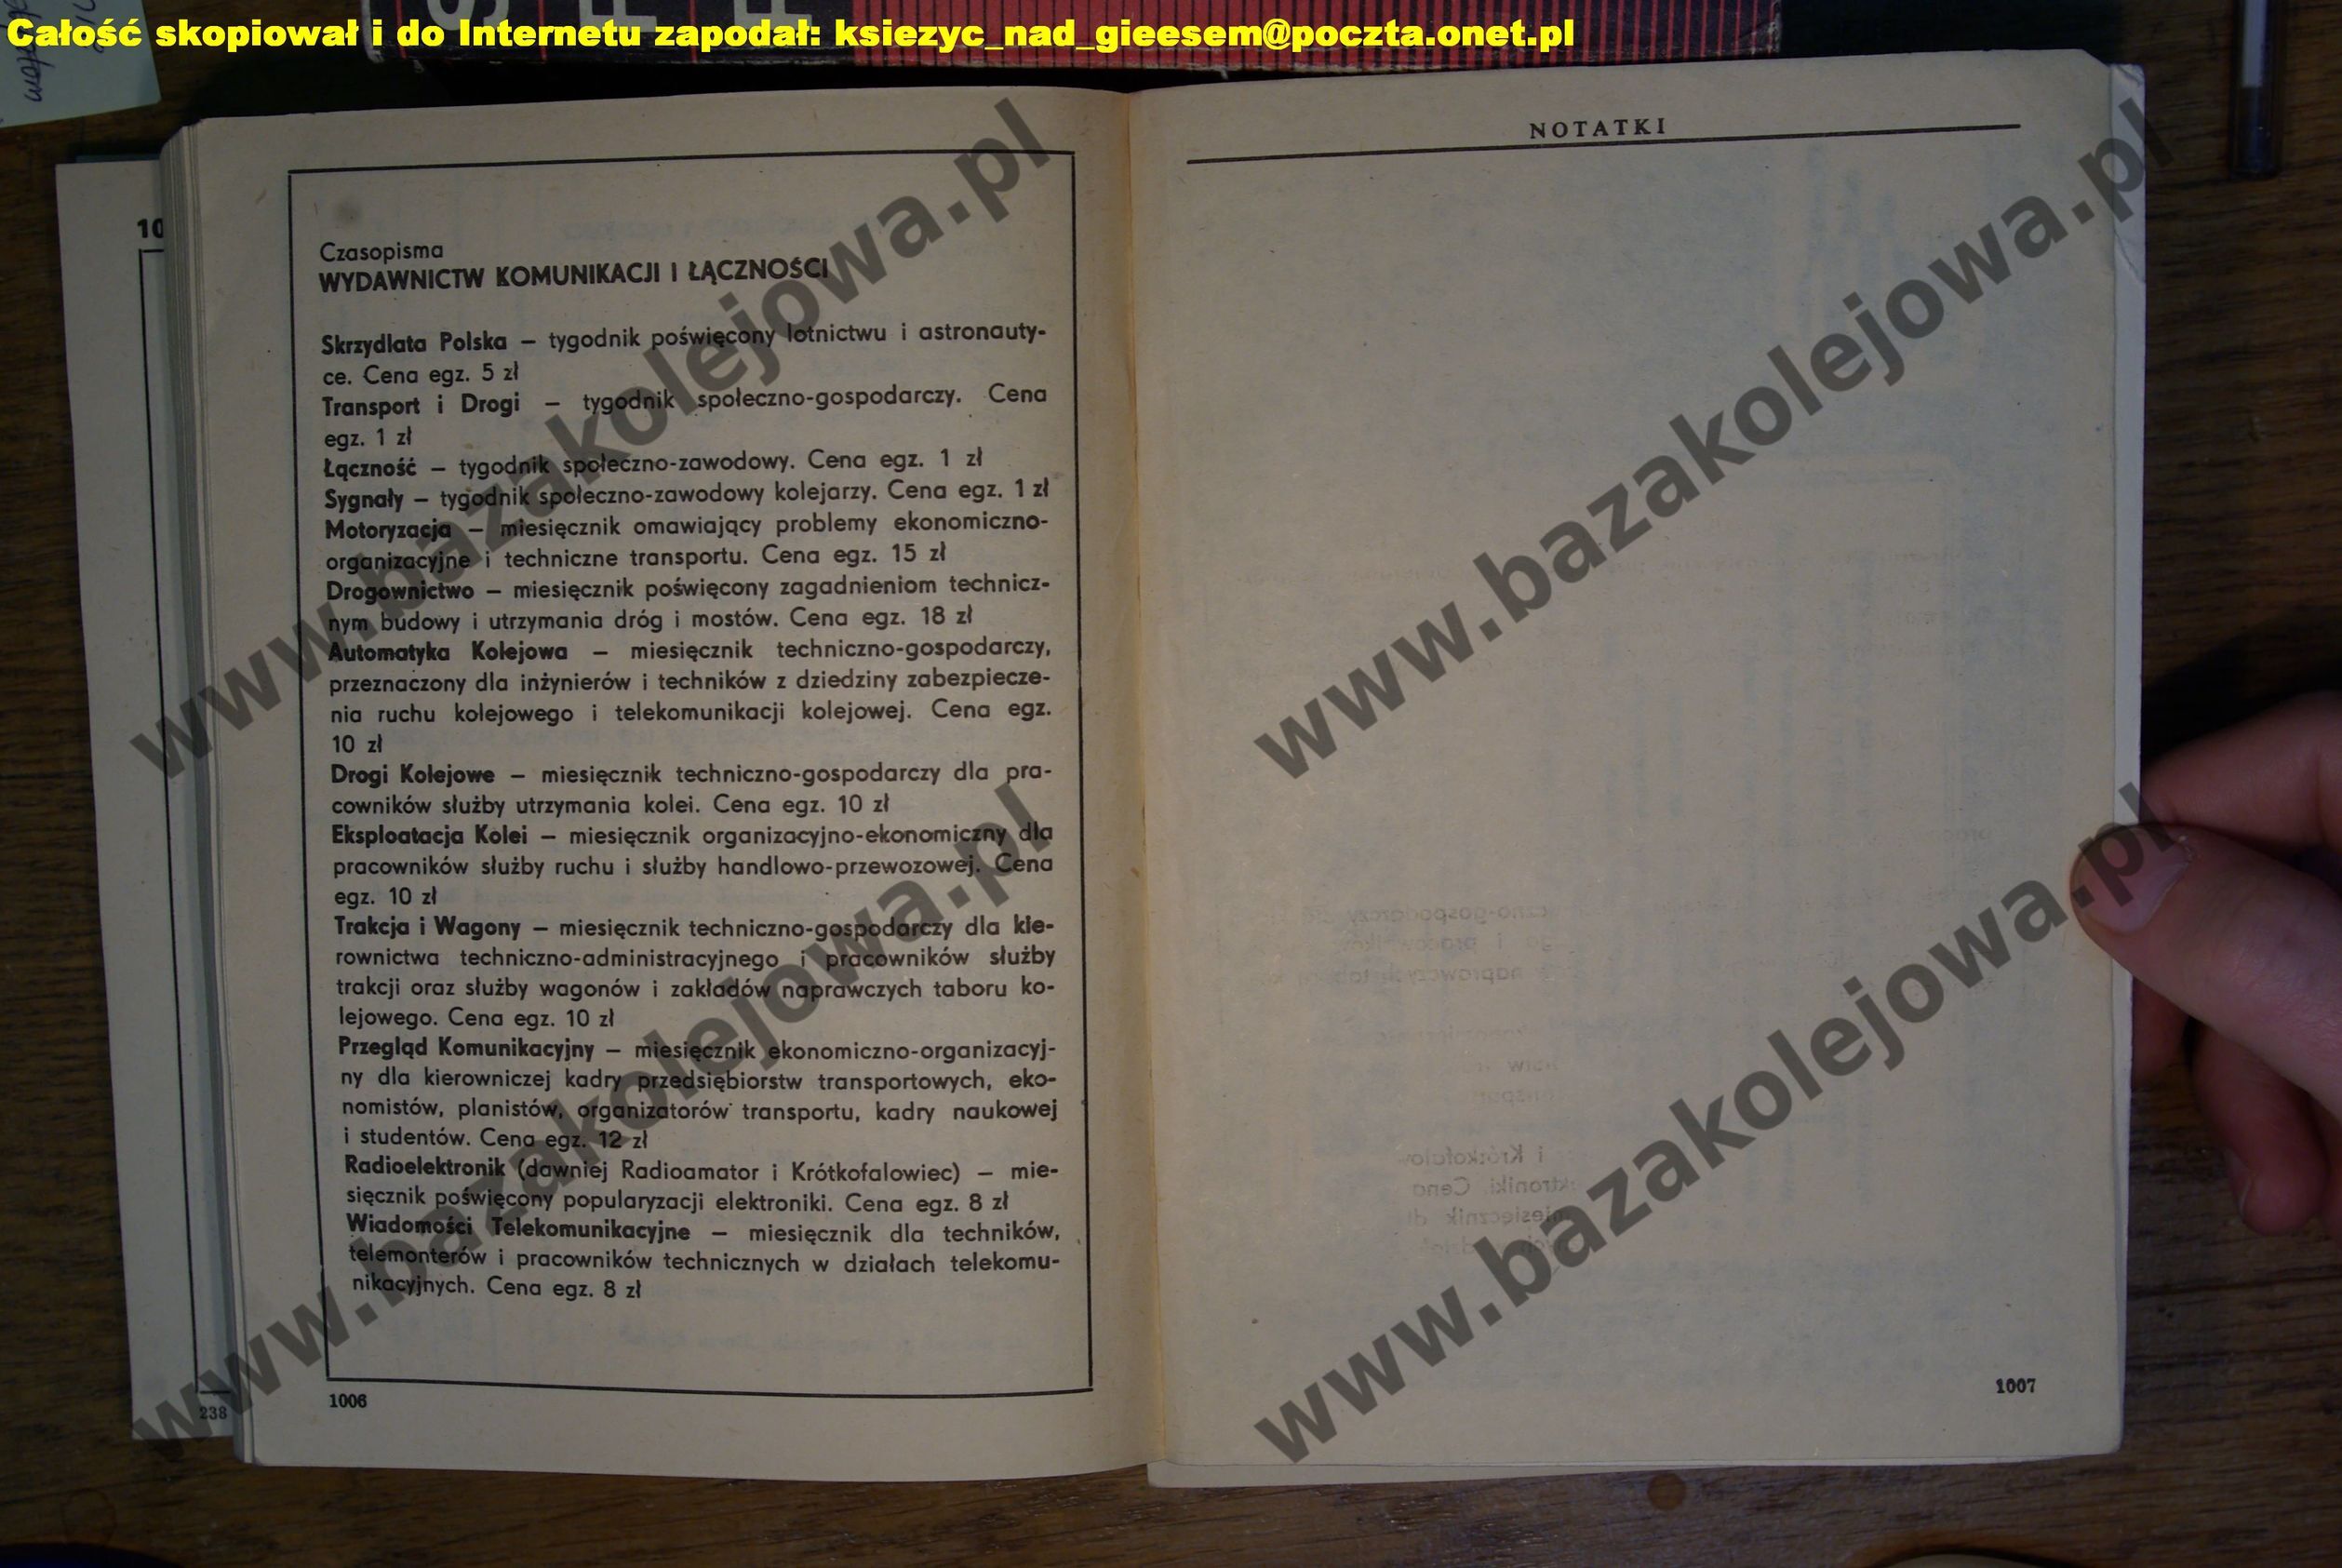 Całość skopiował i do Internetu zapodał: ksiezyc_nad_gieesem@poczta.onet.pl
10
238
Czasopisma
WYDAWNICTW KOMUNIKACJI I ŁĄCZNOŚCI
Skrzydlata Polska – tygodnik poświęcony lotnictwu i astronauty-
ce. Cena egz. 5 zł
Transport i Drogi – tygodnik społeczno-gospodarczy. Cena
egz. 1 zł
Łączność – tygodnik społeczno-zawodowy. Cena egz. 1 zł
Sygnały – tygodnik społeczno-zawodowy kolejarzy. Cena egz. 1 zł
Motoryzacja – miesięcznik omawiający problemy ekonomiczno-
organizacyjne i techniczne transportu. Cena egz. 15 zł
Drogownictwo – miesięcznik poświęcony zagadnieniom technicz-
nym budowy i utrzymania dróg i mostów. Cena egz. 18 zł
Automatyka Kolejowa – miesięcznik techniczno-gospodarczy,
przeznaczony dla inżynierów i techników z dziedziny zabezpiecze-
nia ruchu kolejowego i telekomunikacji kolejowej. Cena egz.
10 zł
Drogi Kolejowe – miesięcznik techniczno-gospodarczy dla pra-
cowników służby utrzymania kolei. Cena egz. 10 zł
Eksploatacja Kolei – miesięcznik organizacyjno-ekonomiczny dla
pracowników służby ruchu i służby handlowo-przewozowej. Cena
egz. 10 zł
Trakcja i Wagony – miesięcznik techniczno-gospodarczy dla kie-
rownictwa techniczno-administracyjnego i pracowników służby
trakcji oraz służby wagonów i zakładów naprawczych taboru ko-
lejowego. Cena egz. 10 zł
Przegląd Komunikacyjny – miesięcznik ekonomiczno-organizacyj-
ny dla kierowniczej kadry przedsiębiorstw transportowych, eko-
nomistów, planistów, organizatorów transportu, kadry naukowej
i studentów. Cena egz. 12 zł
Radioelektronik (dawniej Radioamator i Krótkofalowiec) – mie-
sięcznik poświęcony popularyzacji elektroniki. Cena egz. 8 zł
Wiadomości Telekomunikacyjne – miesięcznik dla techników,
telemonterów i pracowników technicznych w działach telekomu-
nikacyjnych. Cena egz. 8 zł
1006
NOTATKI
1007
www.bazakolejowa.pl
www.bazakolejowa.pl
www.bazakolejowa.pl
www.bazakolejowa.pl